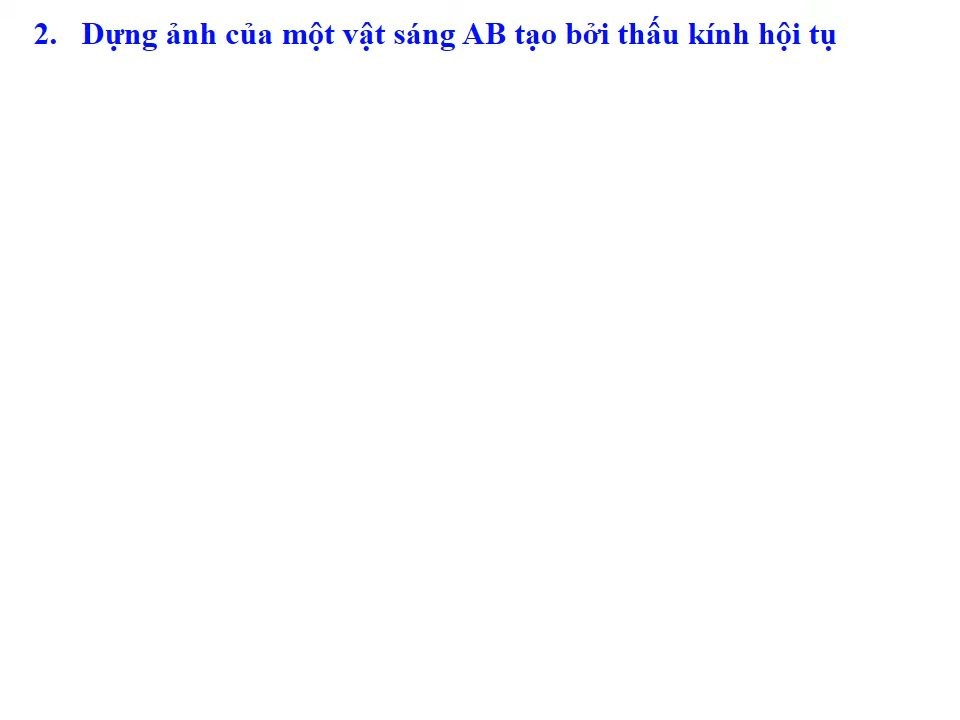 2. Dựng ảnh của một vật sáng AB tạo bởi thấu kính hội tụ